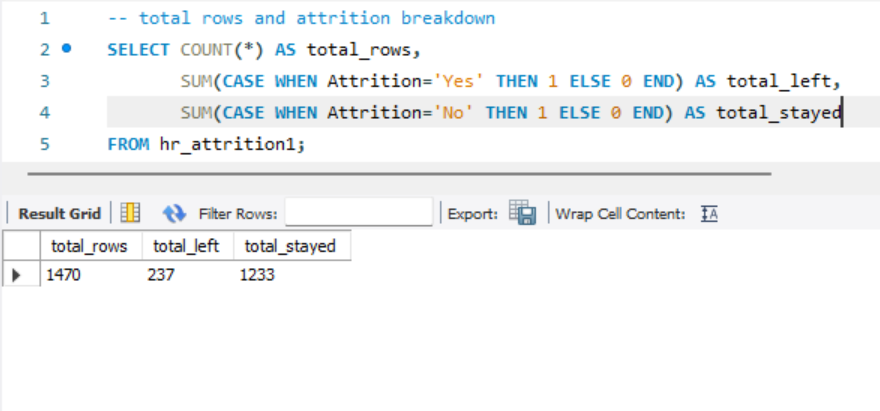 1 -- total rows and attrition breakdown
2 SELECT COUNT(*) AS total_rows,
3 SUM(CASE WHEN Attrition='Yes' THEN 1 ELSE 0 END) AS total_left,
4 SUM(CASE WHEN Attrition='No' THEN 1 ELSE 0 END) AS total_stayed
5 FROM hr_attrition1;
Result Grid Filter Rows: Export: Wrap Cell Content: IA
total_rows total_left total_stayed
1470 237 1233